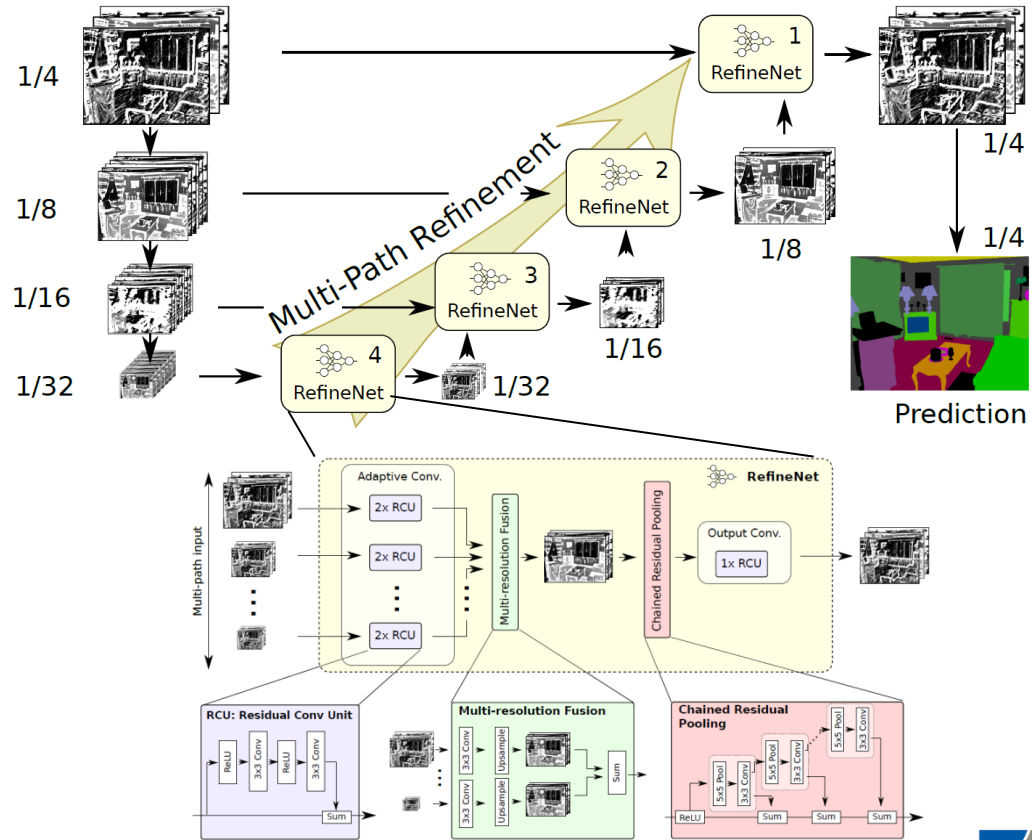 1/4
1/8
1/16
1/32
Multi-Path Refinement
1
RefineNet
2
RefineNet
3
RefineNet
4
RefineNet
1/32
1/16
1/8
1/4
1/4
Prediction
Multi-path input
Adaptive Conv.
2x RCU
2x RCU
2x RCU
Multi-resolution Fusion
Chained Residual Pooling
RefineNet
Output Conv.
1x RCU
RCU: Residual Conv Unit
ReLU
3x3 Conv
ReLU
3x3 Conv
Sum
Multi-resolution Fusion
3x3 Conv
Upsample
3x3 Conv
Upsample
Sum
Chained Residual
Pooling
ReLU
5x5 Pool
3x3 Conv
5x5 Pool
3x3 Conv
5x5 Pool
3x3 Conv
Sum
Sum
Sum